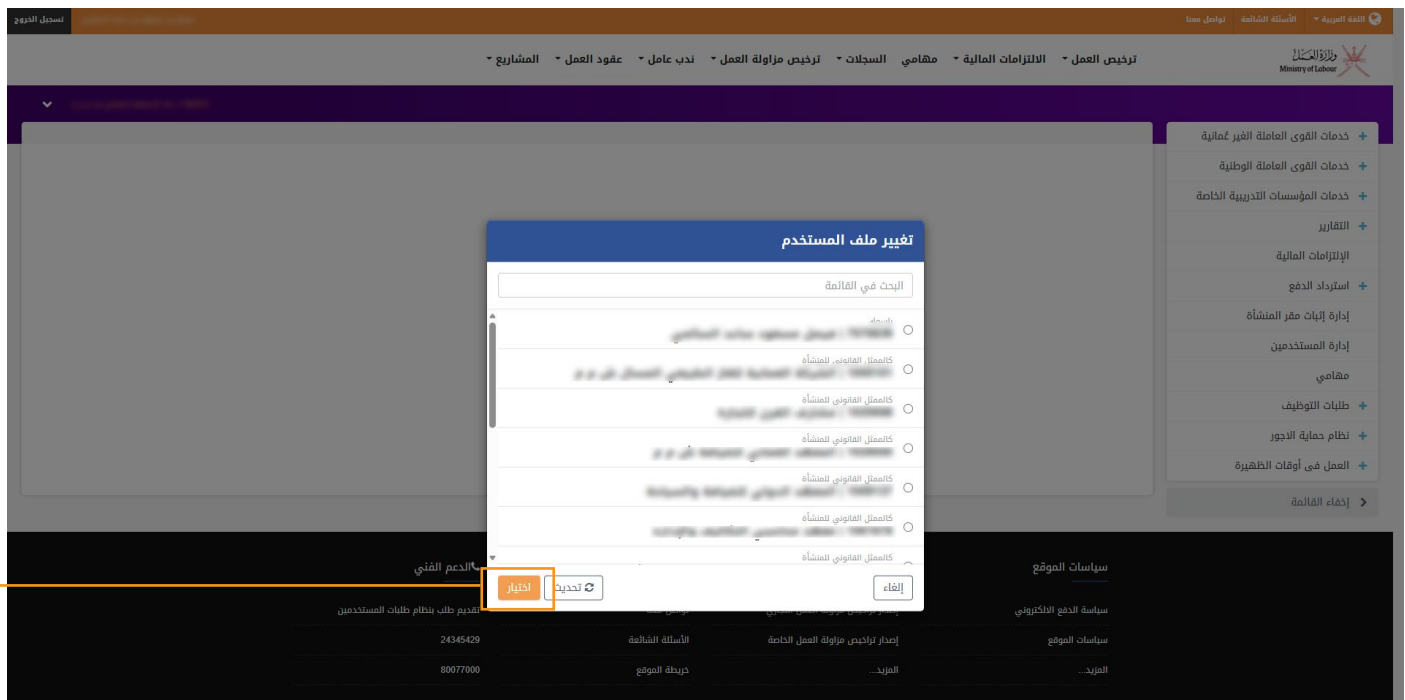 اللغة العربية
الأسئلة الشائعة
تواصل معنا
تسجيل الخروج
وزارة العمل
Ministry of Labour
ترخيص العمل
الالتزامات المالية
مهامي
السجلات
ترخيص مزاولة العمل
ندب عامل
عقود العمل
المشاريع
خدمات القوى العاملة الغير عُمانية
خدمات القوى العاملة الوطنية
خدمات المؤسسات التدريبية الخاصة
التقارير
الإلتزامات المالية
استرداد الدفع
إدارة إثبات مقر المنشأة
إدارة المستخدمين
مهامي
طلبات التوظيف
نظام حماية الاجور
العمل في أوقات الظهيرة
إخفاء القائمة
تغيير ملف المستخدم
البحث في القائمة
كالممثل القانوني للمنشأة
كالممثل القانوني للمنشأة
كالممثل القانوني للمنشأة
كالممثل القانوني للمنشأة
كالممثل القانوني للمنشأة
كالممثل القانوني للمنشأة
إلغاء
تحديث
اختيار
سياسات الموقع
سياسة الدفع الالكتروني
سياسات الموقع
المزيد...
إصدار تراخيص مزاولة العمل الخاصة
المزيد...
الأسئلة الشائعة
خريطة الموقع
الدعم الفني
تقديم طلب بنظام طلبات المستخدمين
24345429
80077000